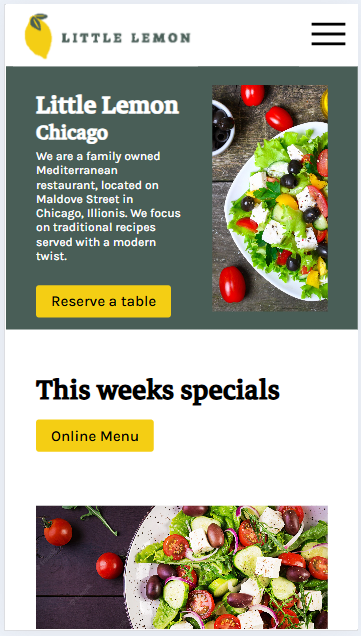 LITTLE LEMON
Little Lemon
Chicago
We are a family owned
Mediterranean
restaurant, located on
Maldove Street in
Chicago, Illionis. We focus
on traditional recipes
served with a modern
twist.
Reserve a table
This weeks specials
Online Menu